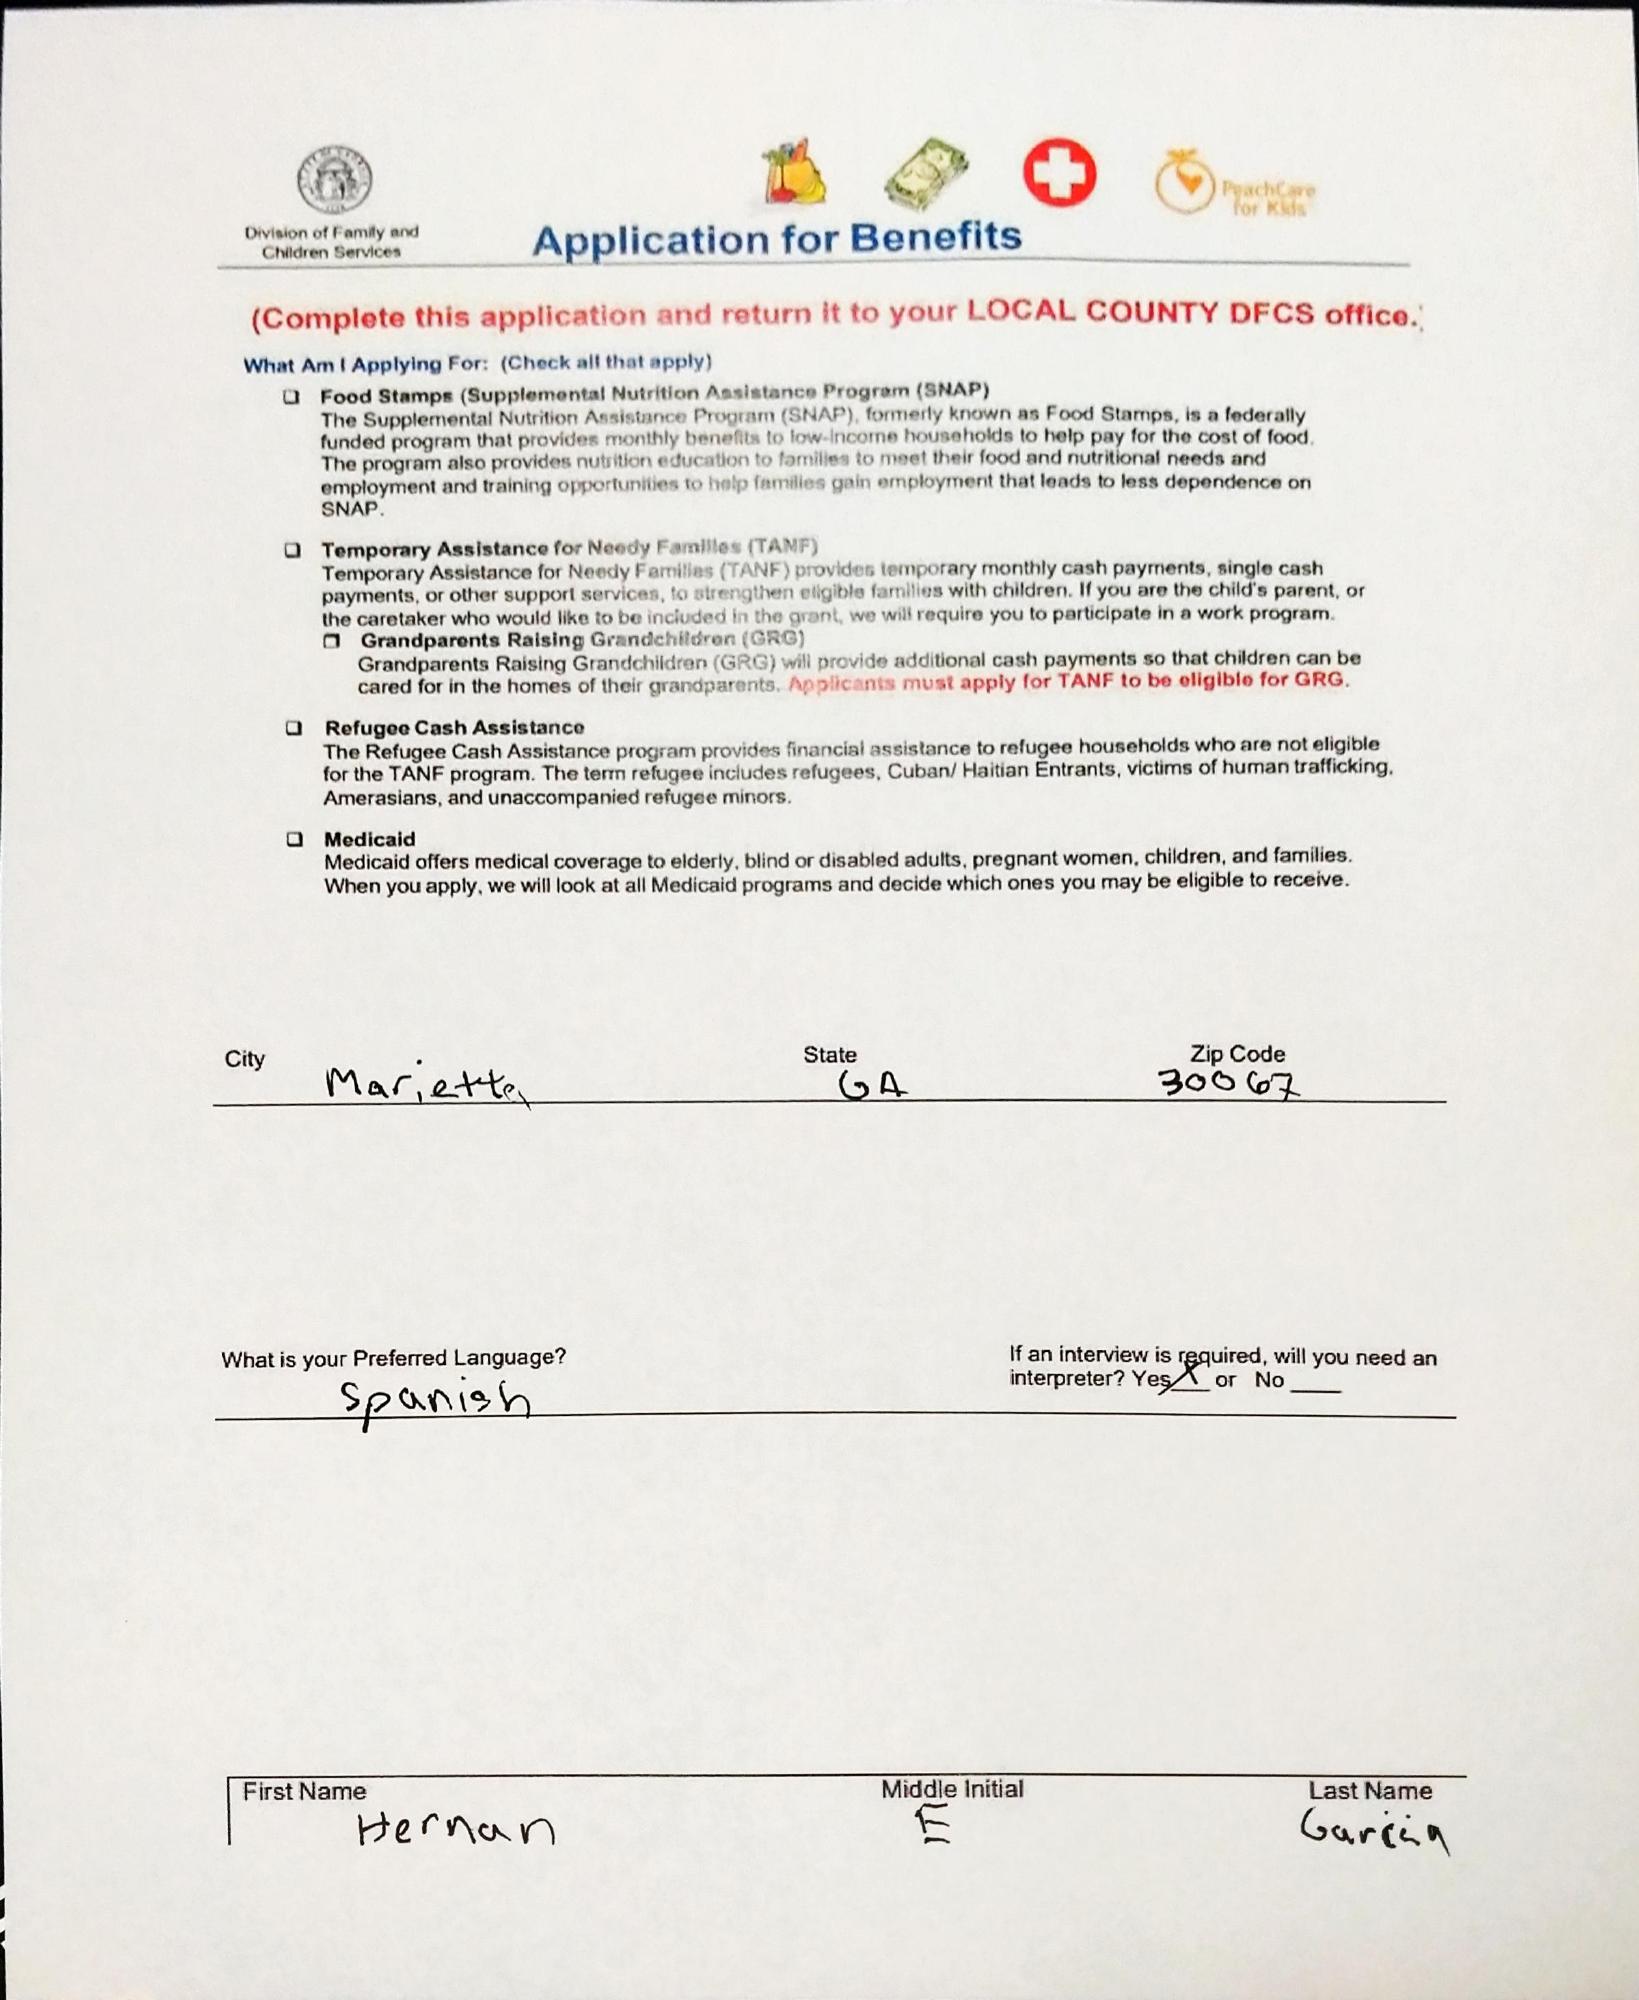 Division of Family and
Children Services
PeachCare
for Kids
Application for Benefits
(Complete this application and return it to your LOCAL COUNTY DFCS office.)
What Am I Applying For: (Check all that apply)
❑ Food Stamps (Supplemental Nutrition Assistance Program (SNAP)
The Supplemental Nutrition Assistance Program (SNAP), formerly known as Food Stamps, is a federally
funded program that provides monthly benefits to low-income households to help pay for the cost of food.
The program also provides nutrition education to families to meet their food and nutritional needs and
employment and training opportunities to help families gain employment that leads to less dependence on
SNAP.
❑ Temporary Assistance for Needy Families (TANF)
Temporary Assistance for Needy Families (TANF) provides temporary monthly cash payments, single cash
payments, or other support services, to strengthen eligible families with children. If you are the child's parent, or
the caretaker who would like to be included in the grant, we will require you to participate in a work program.
❑ Grandparents Raising Grandchildren (GRG)
Grandparents Raising Grandchildren (GRG) will provide additional cash payments so that children can be
cared for in the homes of their grandparents. Applicants must apply for TANF to be eligible for GRG.
❑ Refugee Cash Assistance
The Refugee Cash Assistance program provides financial assistance to refugee households who are not eligible
for the TANF program. The term refugee includes refugees, Cuban/ Haitian Entrants, victims of human trafficking,
Amerasians, and unaccompanied refugee minors.
❑ Medicaid
Medicaid offers medical coverage to elderly, blind or disabled adults, pregnant women, children, and families.
When you apply, we will look at all Medicaid programs and decide which ones you may be eligible to receive.
City State Zip Code
Marietta GA 30067
What is your Preferred Language? If an interview is required, will you need an
interpreter? Yes X or No ___
Spanish
First Name Middle Initial Last Name
Hernan E Garcia